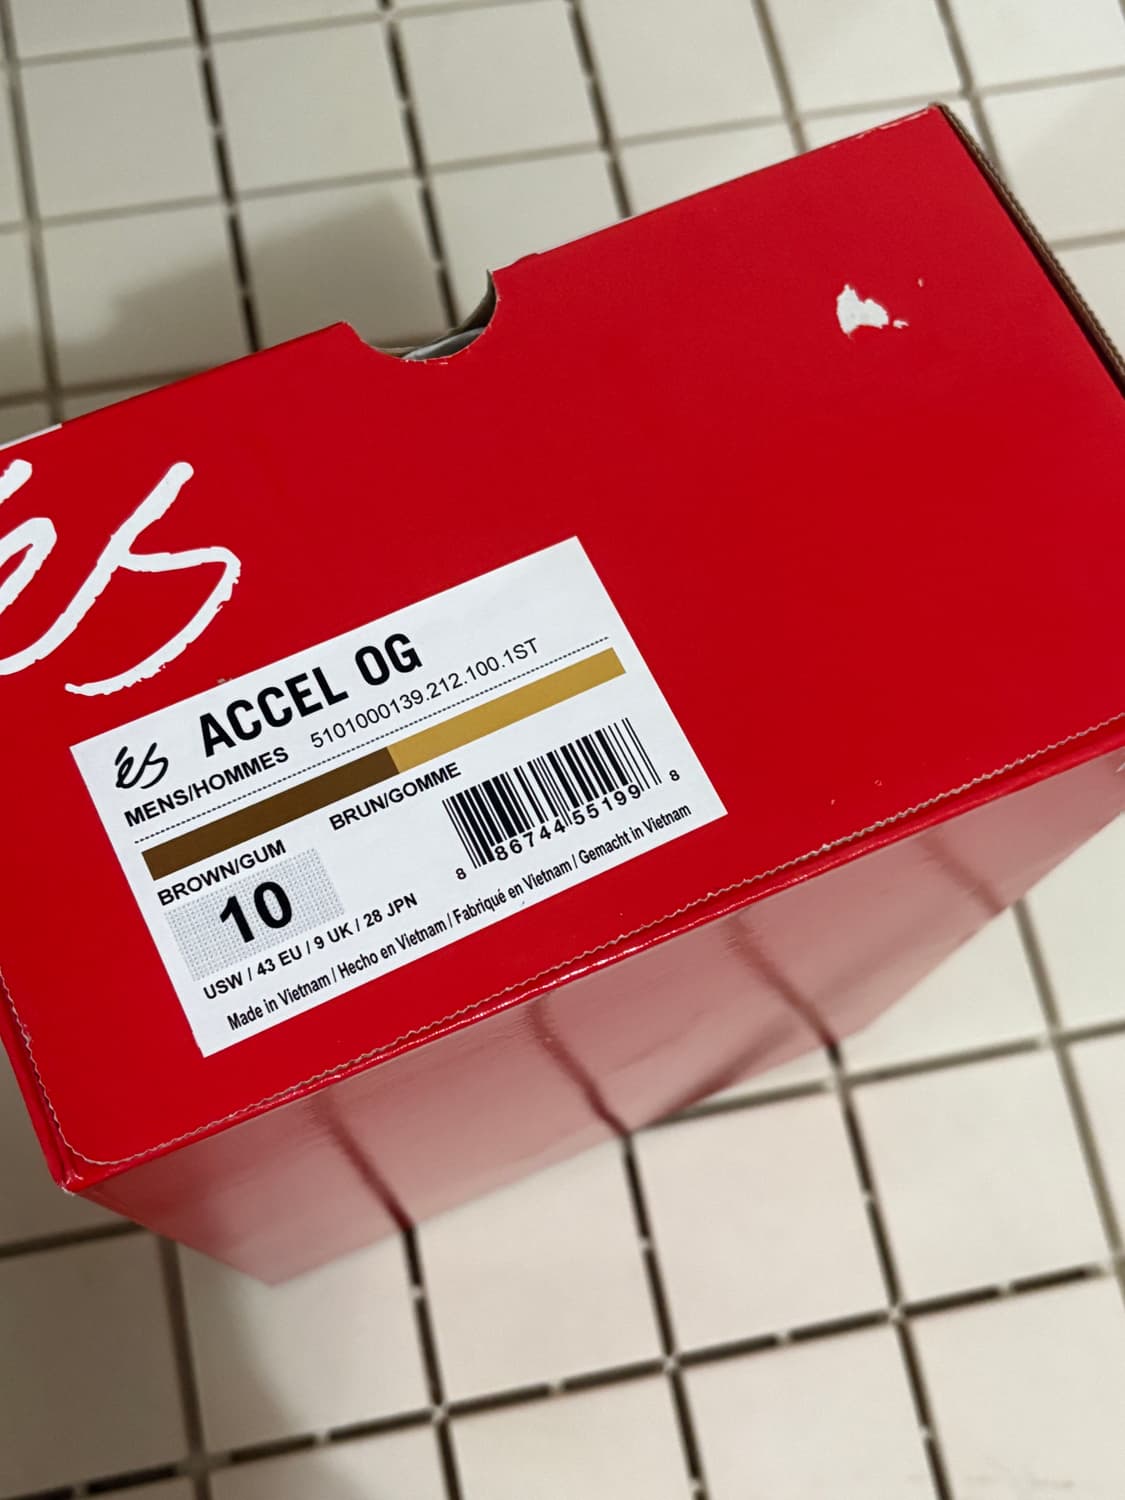 és
és ACCEL OG
MENS/HOMMES 5101000139.212.100.1ST
BROWN/GUM BRUN/GOMME
10
USW / 43 EU / 9 UK / 28 JPN
8 86744 55199 8
Made in Vietnam / Hecho en Vietnam / Fabriqué en Vietnam / Gemacht in Vietnam